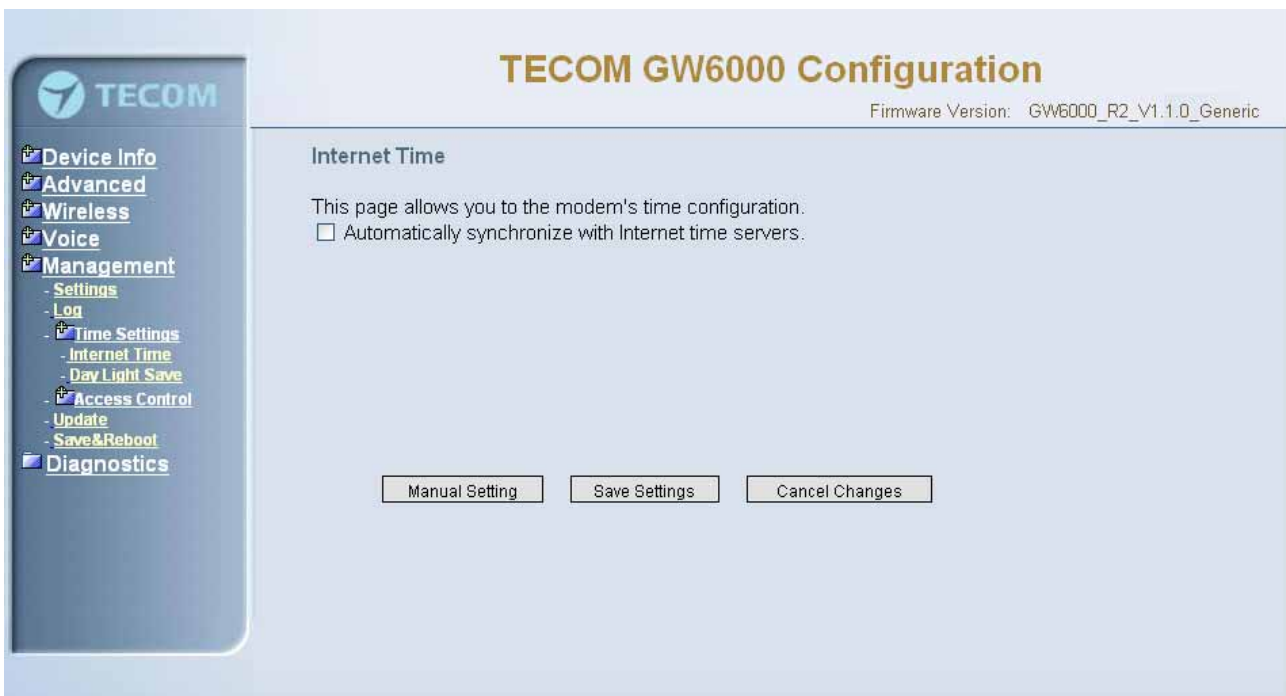 TECOM
TECOM GW6000 Configuration
Firmware Version: GW6000_R2_V1.1.0_Generic
Device Info
Advanced
Wireless
Voice
Management
- Settings
- Log
- Time Settings
- Internet Time
- Day Light Save
- Access Control
- Update
- Save&Reboot
Diagnostics
Internet Time
This page allows you to the modem's time configuration.
Automatically synchronize with Internet time servers.
Manual Setting Save Settings Cancel Changes